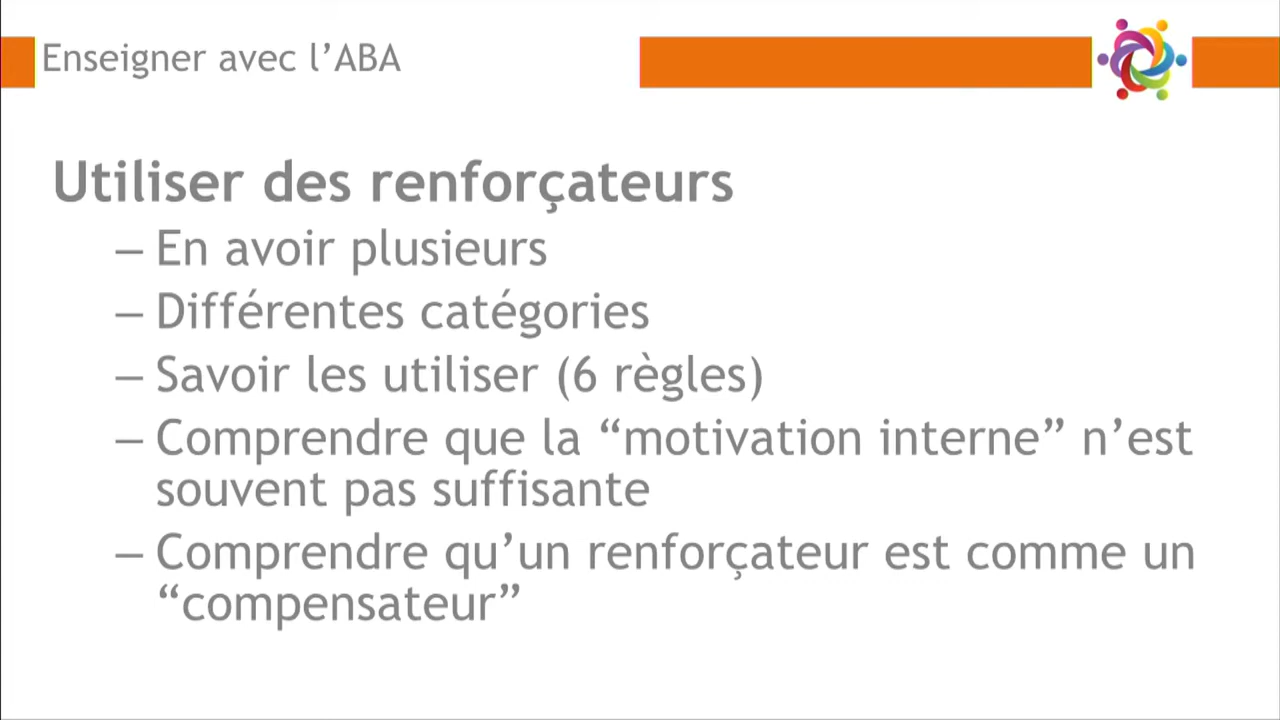 Enseigner avec l’ABA
Utiliser des renforçateurs
– En avoir plusieurs
– Différentes catégories
– Savoir les utiliser (6 règles)
– Comprendre que la “motivation interne” n’est
souvent pas suffisante
– Comprendre qu’un renforçateur est comme un
“compensateur”